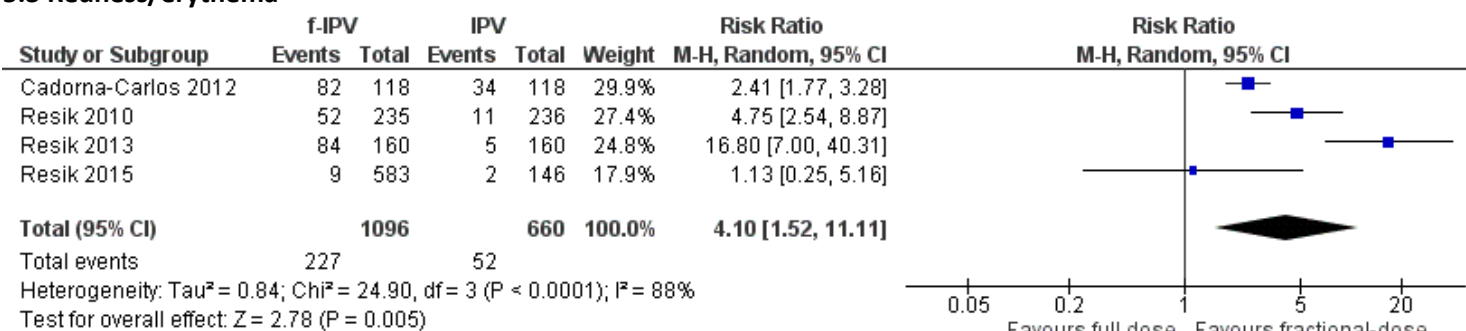 f-IPV IPV Risk Ratio Risk Ratio
Study or Subgroup Events Total Events Total Weight M-H, Random, 95% CI M-H, Random, 95% CI
Cadorna-Carlos 2012 82 118 34 118 29.9% 2.41 [1.77, 3.28]
Resik 2010 52 235 11 236 27.4% 4.75 [2.54, 8.87]
Resik 2013 84 160 5 160 24.8% 16.80 [7.00, 40.31]
Resik 2015 9 583 2 146 17.9% 1.13 [0.25, 5.16]
Total (95% CI) 1096 660 100.0% 4.10 [1.52, 11.11]
Total events 227 52
Heterogeneity: Tau² = 0.84; Chi² = 24.90, df = 3 (P < 0.0001); I² = 88%
0.05 0.2 1 5 20
Test for overall effect: Z = 2.78 (P = 0.005)
Favours full dose Favours fractional-dose